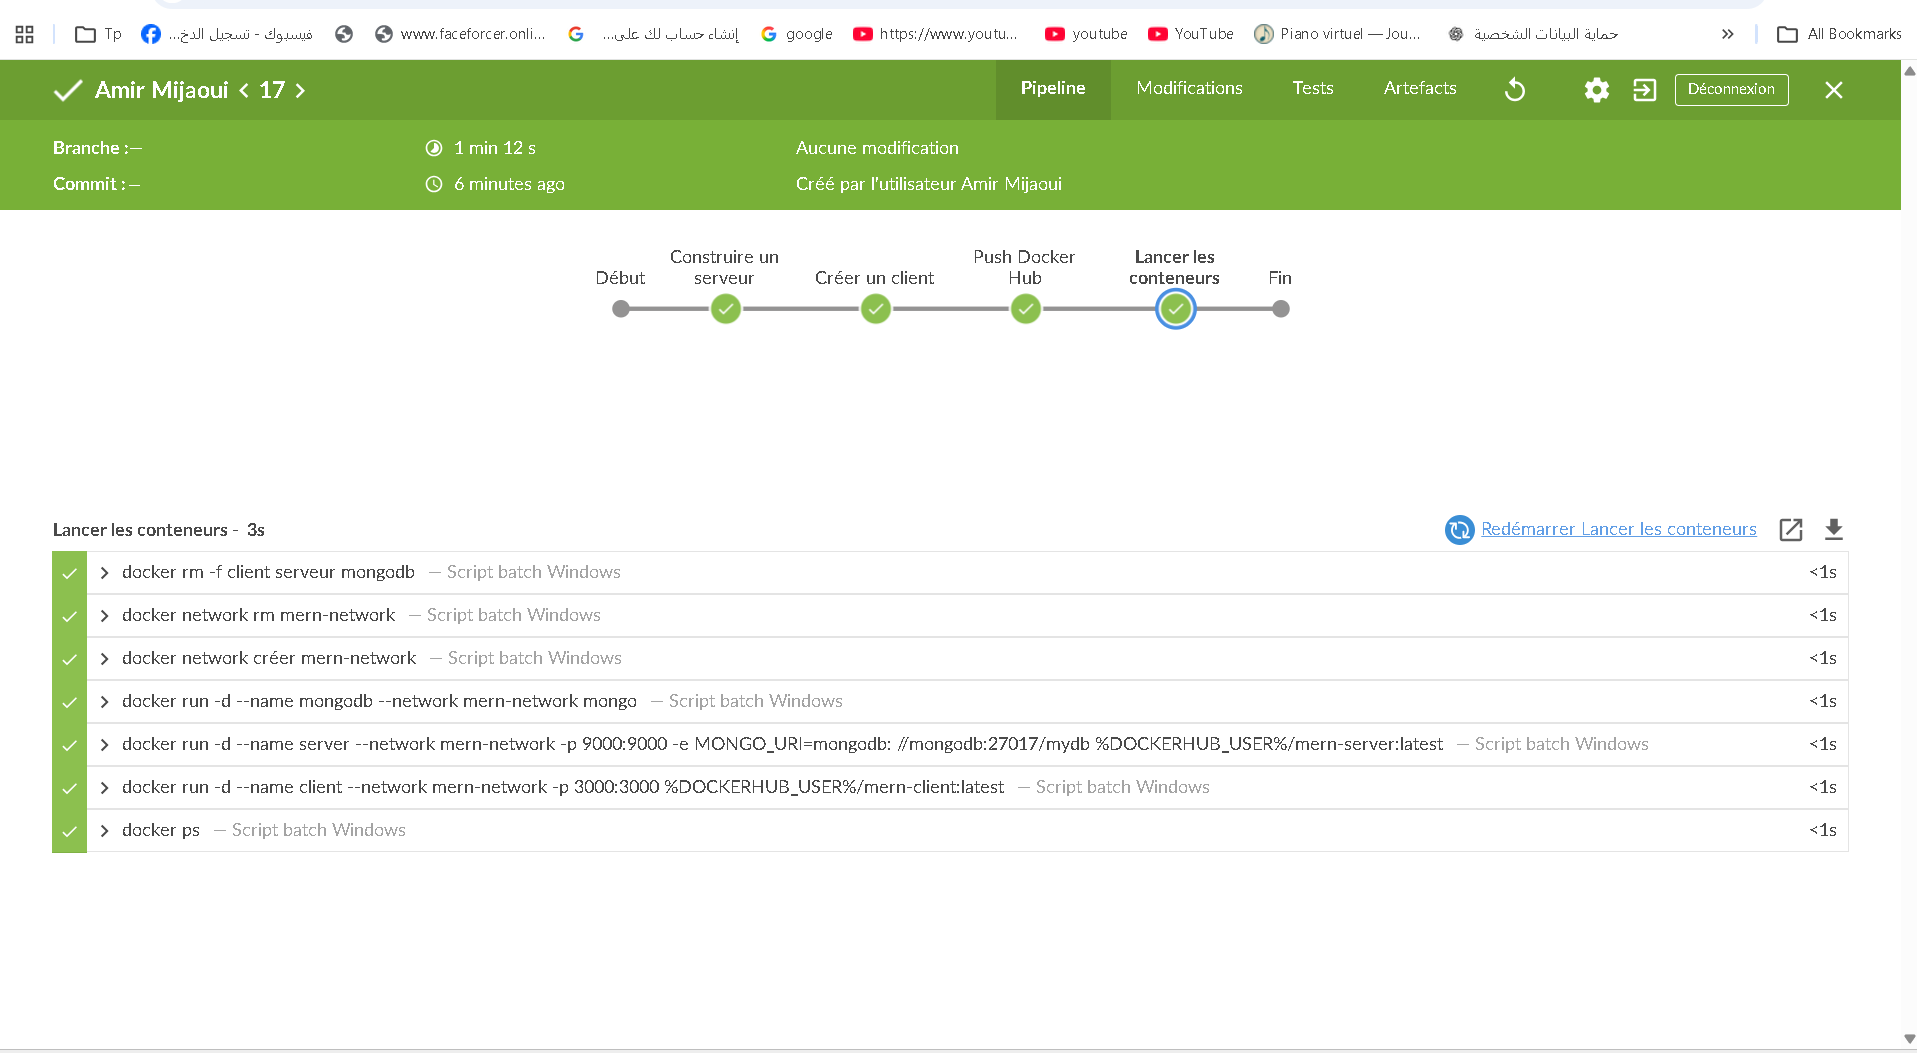 Tp
فيسبوك - تسجيل الدخ...
www.faceforcer.onli...
إنشاء حساب لك على...
google
https://www.youtu...
youtube
YouTube
Piano virtuel — Jou...
حماية البيانات الشخصية
All Bookmarks
Amir Mijaoui < 17 >
Pipeline
Modifications
Tests
Artefacts
Déconnexion
Branche :—
1 min 12 s
Aucune modification
Commit : —
6 minutes ago
Créé par l'utilisateur Amir Mijaoui
Début
Construire un
serveur
Créer un client
Push Docker
Hub
Lancer les
conteneurs
Fin
Lancer les conteneurs - 3s
Redémarrer Lancer les conteneurs
docker rm -f client serveur mongodb — Script batch Windows <1s
docker network rm mern-network — Script batch Windows <1s
docker network créer mern-network — Script batch Windows <1s
docker run -d --name mongodb --network mern-network mongo — Script batch Windows <1s
docker run -d --name server --network mern-network -p 9000:9000 -e MONGO_URI=mongodb: //mongodb:27017/mydb %DOCKERHUB_USER%/mern-server:latest — Script batch Windows <1s
docker run -d --name client --network mern-network -p 3000:3000 %DOCKERHUB_USER%/mern-client:latest — Script batch Windows <1s
docker ps — Script batch Windows <1s